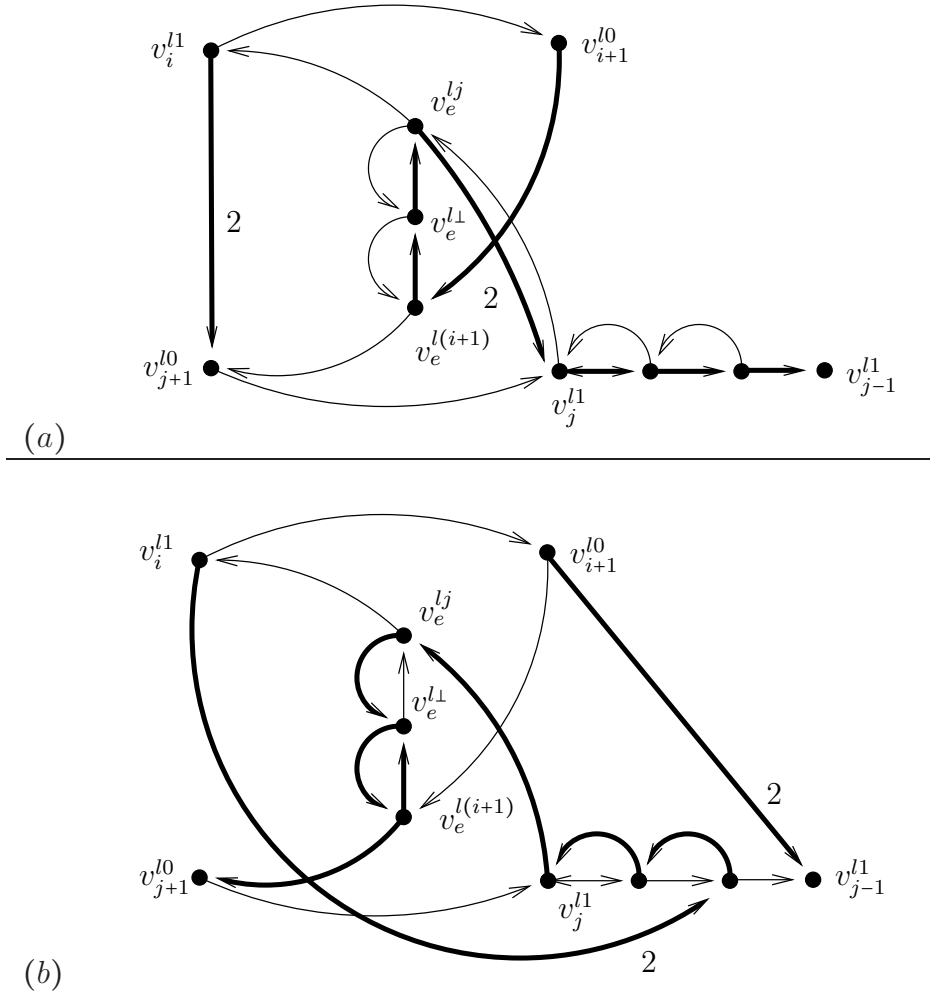 $v_i^{l1}$ $v_{i+1}^{l0}$
$v_e^{lj}$
2 $v_e^{l\perp}$
2
$v_e^{l(i+1)}$
$v_{j+1}^{l0}$ $v_j^{l1}$ $v_{j-1}^{l1}$
(a)
$v_i^{l1}$ $v_{i+1}^{l0}$
$v_e^{lj}$
$v_e^{l\perp}$
2
$v_e^{l(i+1)}$
$v_{j+1}^{l0}$ $v_j^{l1}$ $v_{j-1}^{l1}$
2
(b)